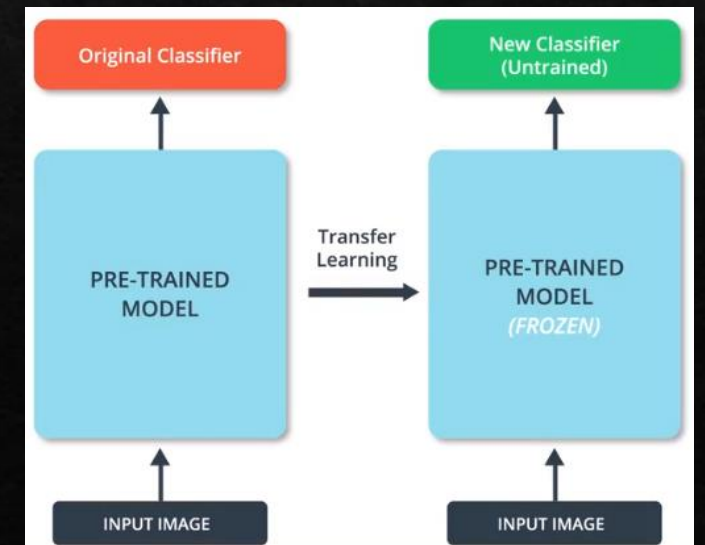 Original Classifier
New Classifier
(Untrained)
Transfer
Learning
PRE-TRAINED
MODEL
PRE-TRAINED
MODEL
(FROZEN)
INPUT IMAGE
INPUT IMAGE